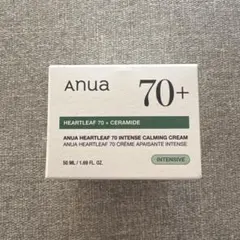 Anua
70+
HEARTLEAF 70 + CERAMIDE
ANUA HEARTLEAF 70 INTENSE CALMING CREAM
ANUA HEARTLEAF 70 CRÈME APAISANTE INTENSE
50 ML / 1.69 FL. OZ.
INTENSIVE